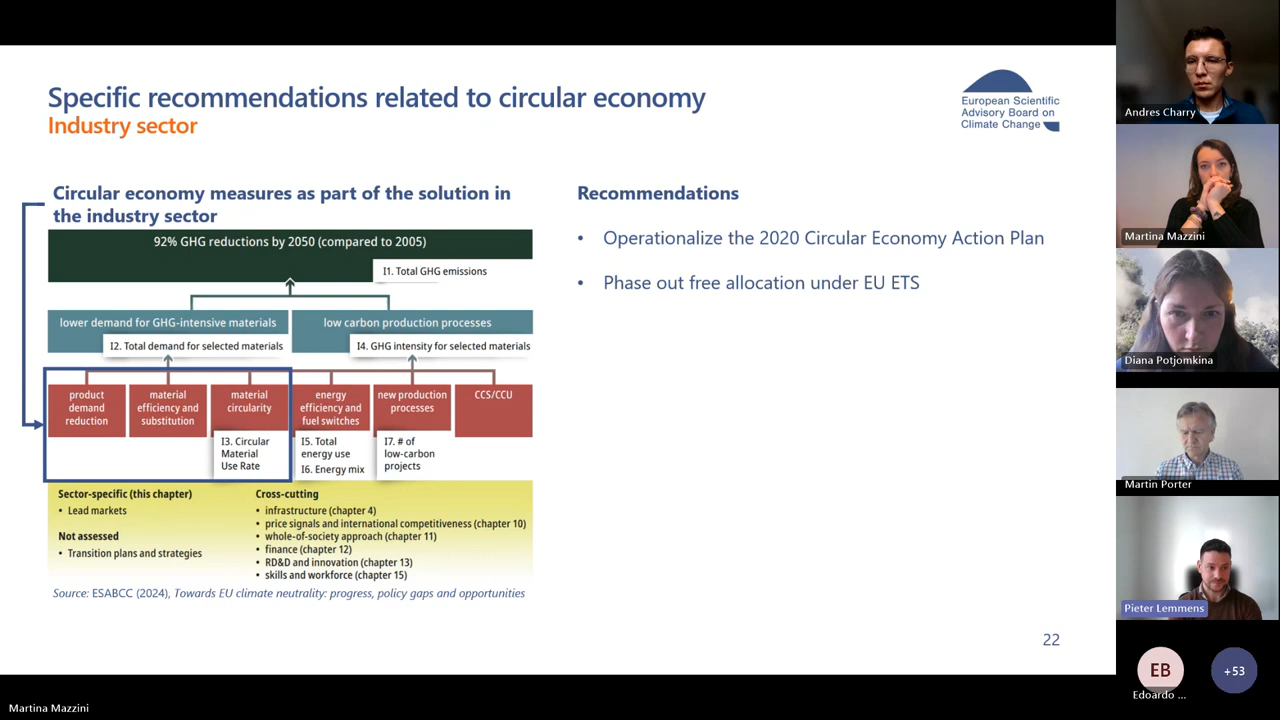 Specific recommendations related to circular economy
Industry sector
European Scientific
Advisory Board on
Climate Change
Circular economy measures as part of the solution in
the industry sector
92% GHG reductions by 2050 (compared to 2005)
I1. Total GHG emissions
lower demand for GHG-intensive materials
low carbon production processes
I2. Total demand for selected materials
I4. GHG intensity for selected materials
product
demand
reduction
material
efficiency and
substitution
material
circularity
energy
efficiency and
fuel switches
new production
processes
CCS/CCU
I3. Circular
Material
Use Rate
I5. Total
energy use
I6. Energy mix
I7. # of
low-carbon
projects
Sector-specific (this chapter)
• Lead markets
Not assessed
• Transition plans and strategies
Cross-cutting
• infrastructure (chapter 4)
• price signals and international competitiveness (chapter 10)
• whole-of-society approach (chapter 11)
• finance (chapter 12)
• RD&D and innovation (chapter 13)
• skills and workforce (chapter 15)
Source: ESABCC (2024), Towards EU climate neutrality: progress, policy gaps and opportunities
Recommendations
• Operationalize the 2020 Circular Economy Action Plan
• Phase out free allocation under EU ETS
22
Andres Charry
Martina Mazzini
Diana Potjomkina
Martin Porter
Pieter Lemmens
EB
Edoardo ...
+53
Martina Mazzini